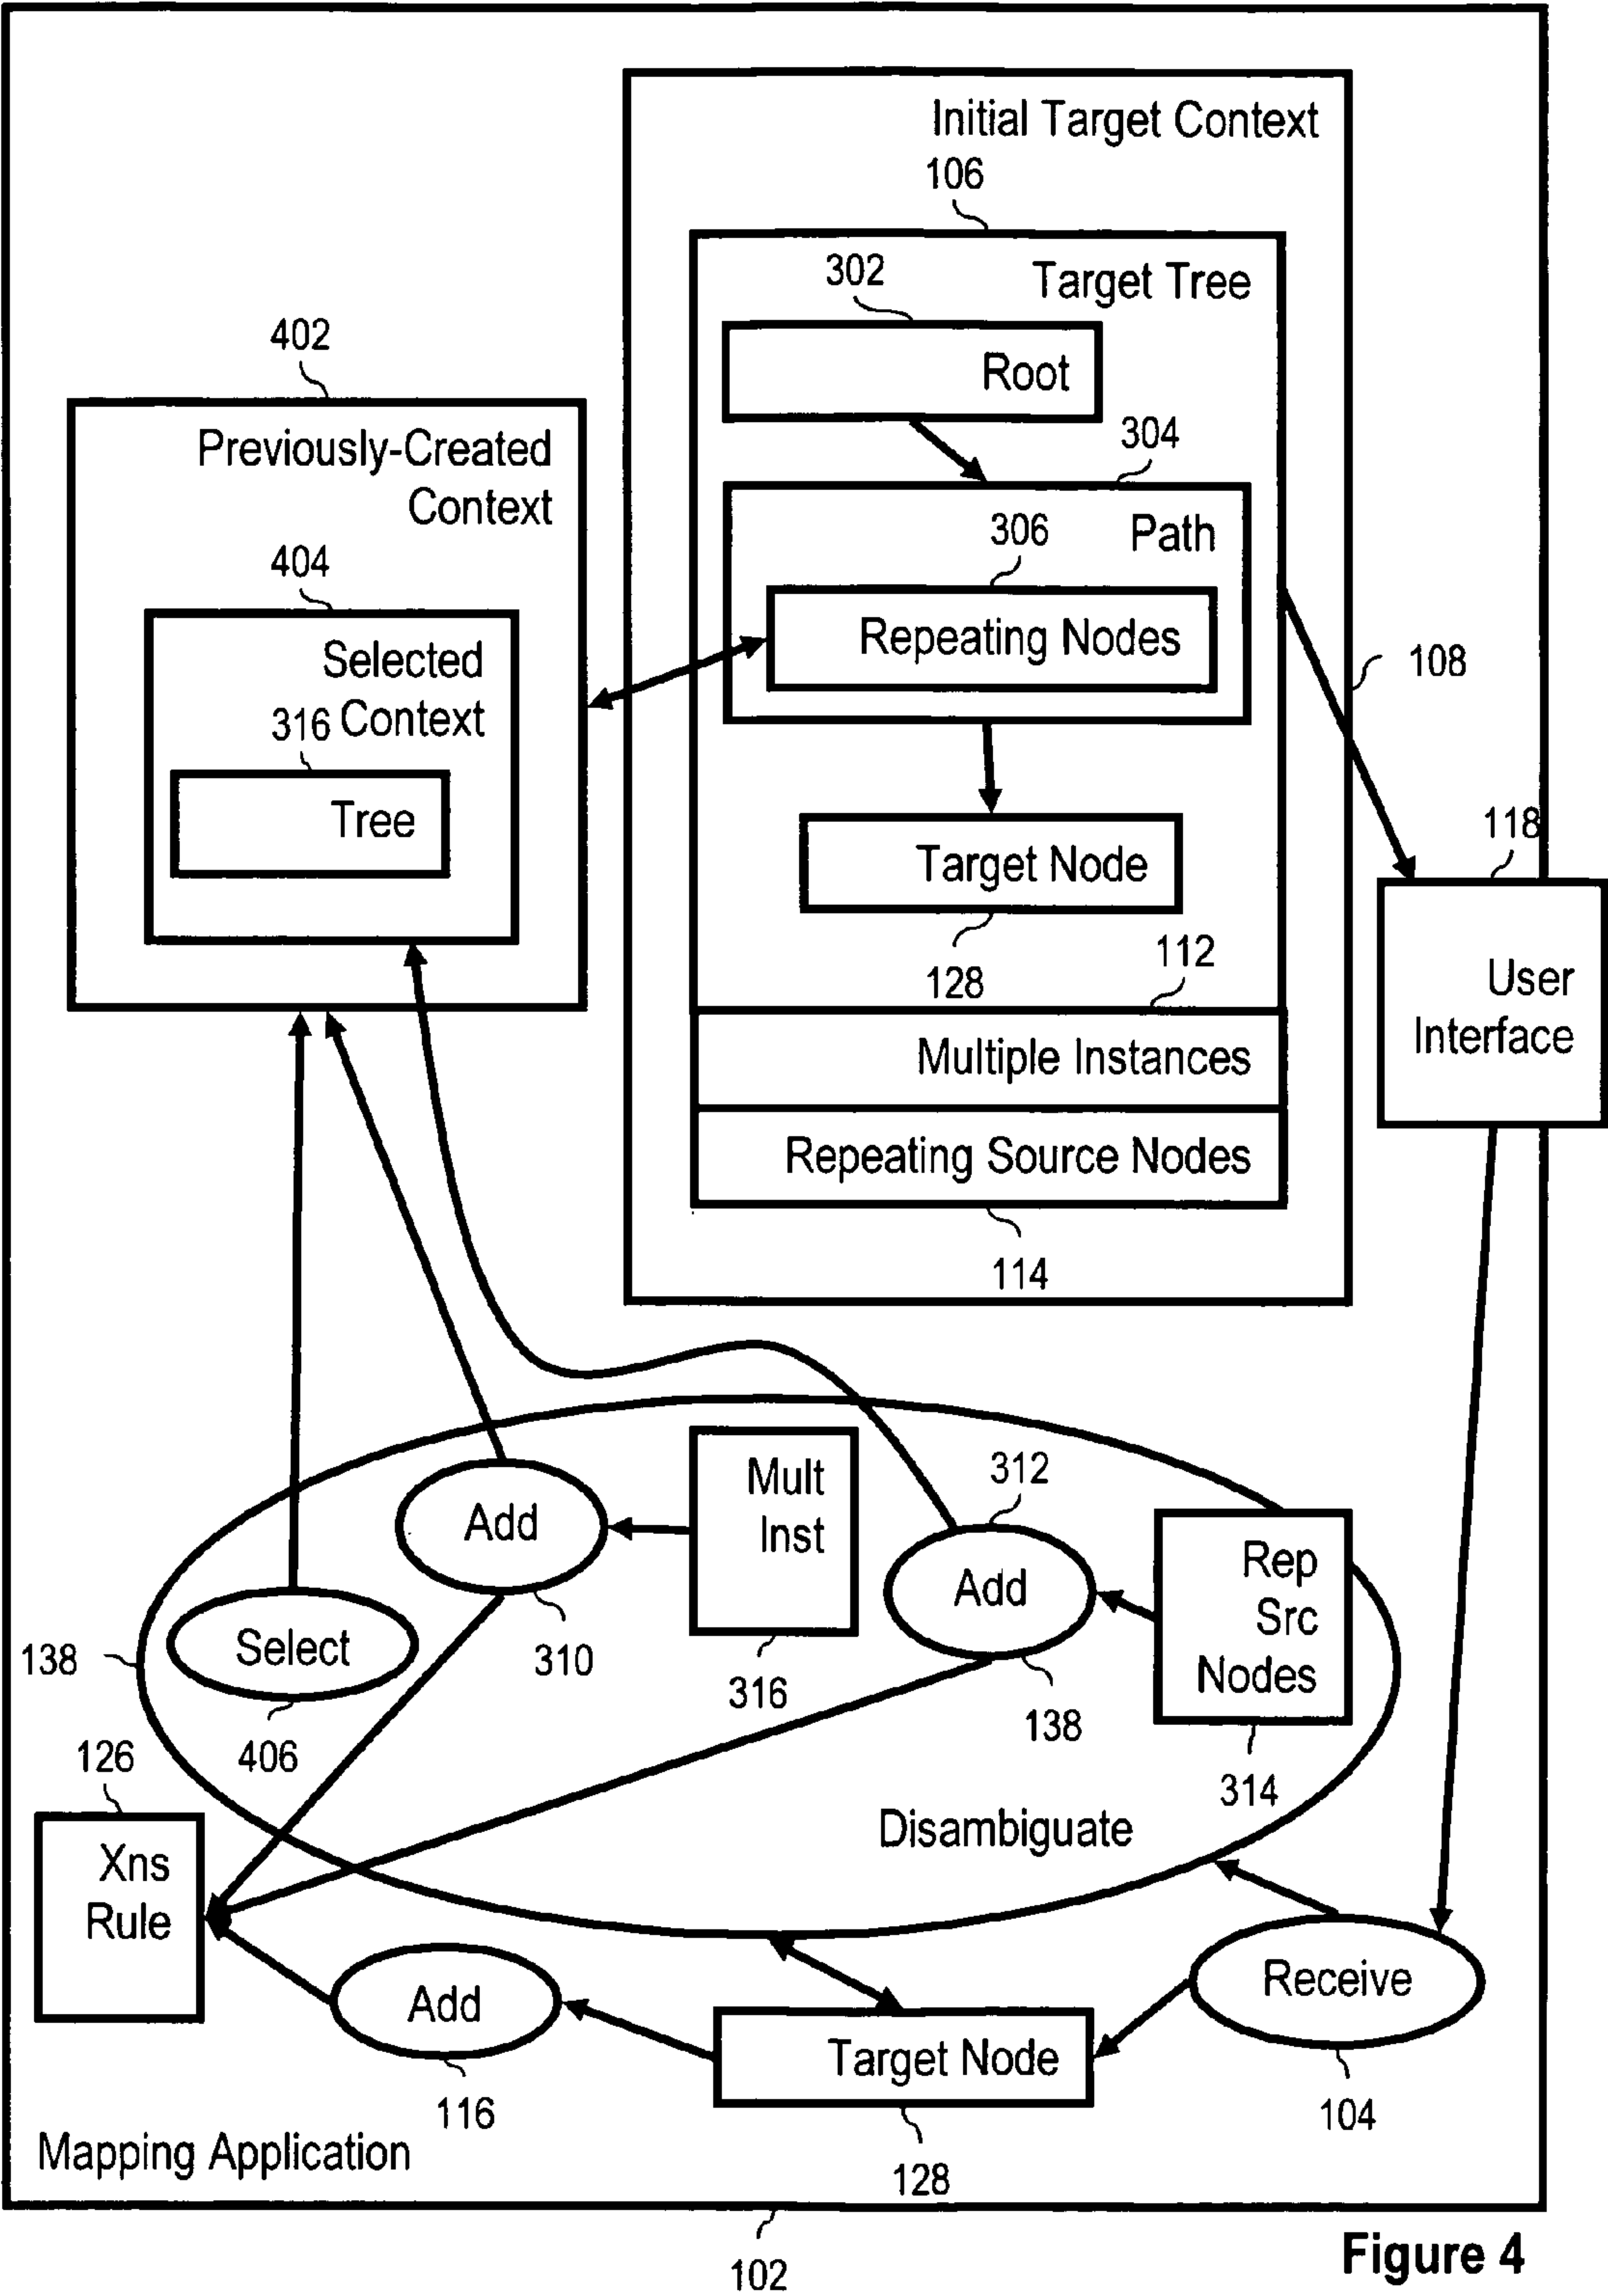 Initial Target Context
106
302
Target Tree
402
Root
Previously-Created
Context
304
306
Path
404
Repeating Nodes
Selected
Context
108
316
Tree
118
Target Node
112
128
User
Interface
Multiple Instances
Repeating Source Nodes
114
Mult
Inst
312
Add
Rep
Src
Nodes
Add
138
Select
310
316
138
126
406
314
Disambiguate
Xns
Rule
Receive
Add
Target Node
116
104
Mapping Application
128
102
Figure 4